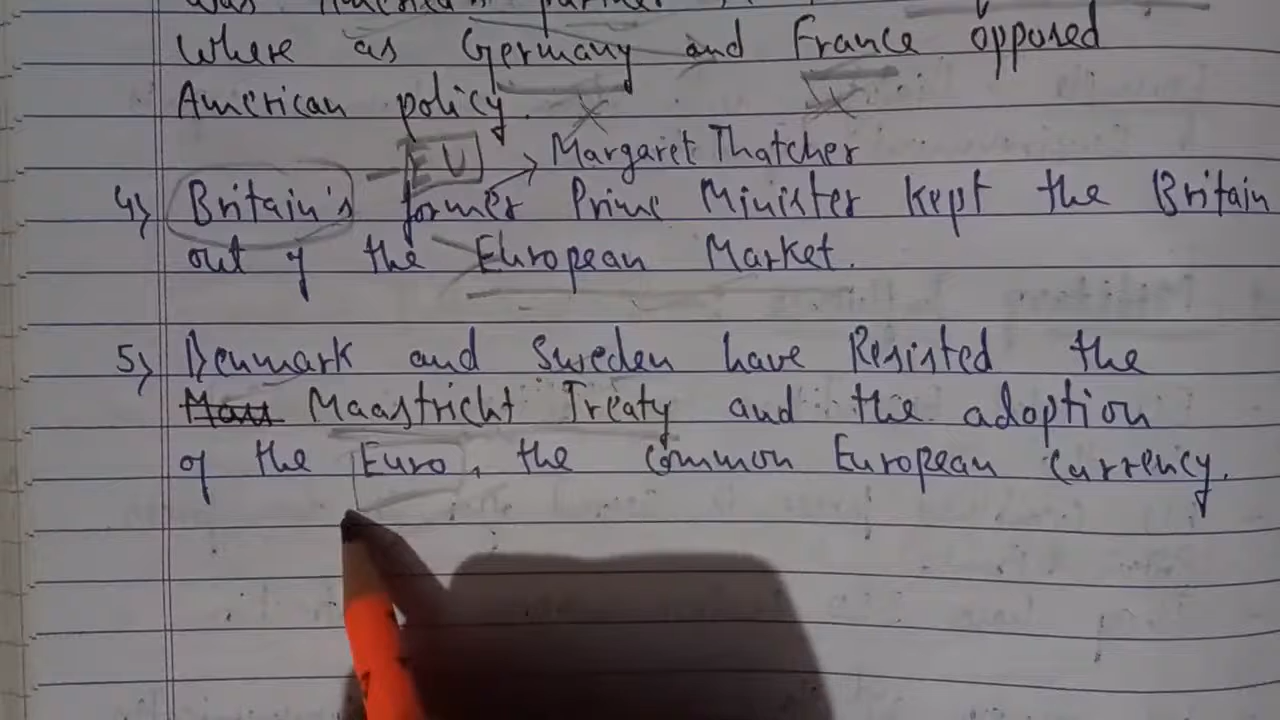 Where as Germany and France opposed
American policy.
EU → Margaret Thatcher
4) Britain's former Prime Minister kept the Britain
out of the European Market.
5) Denmark and Sweden have Resisted the
Maastricht Treaty and the adoption
of the Euro, the common European currency.